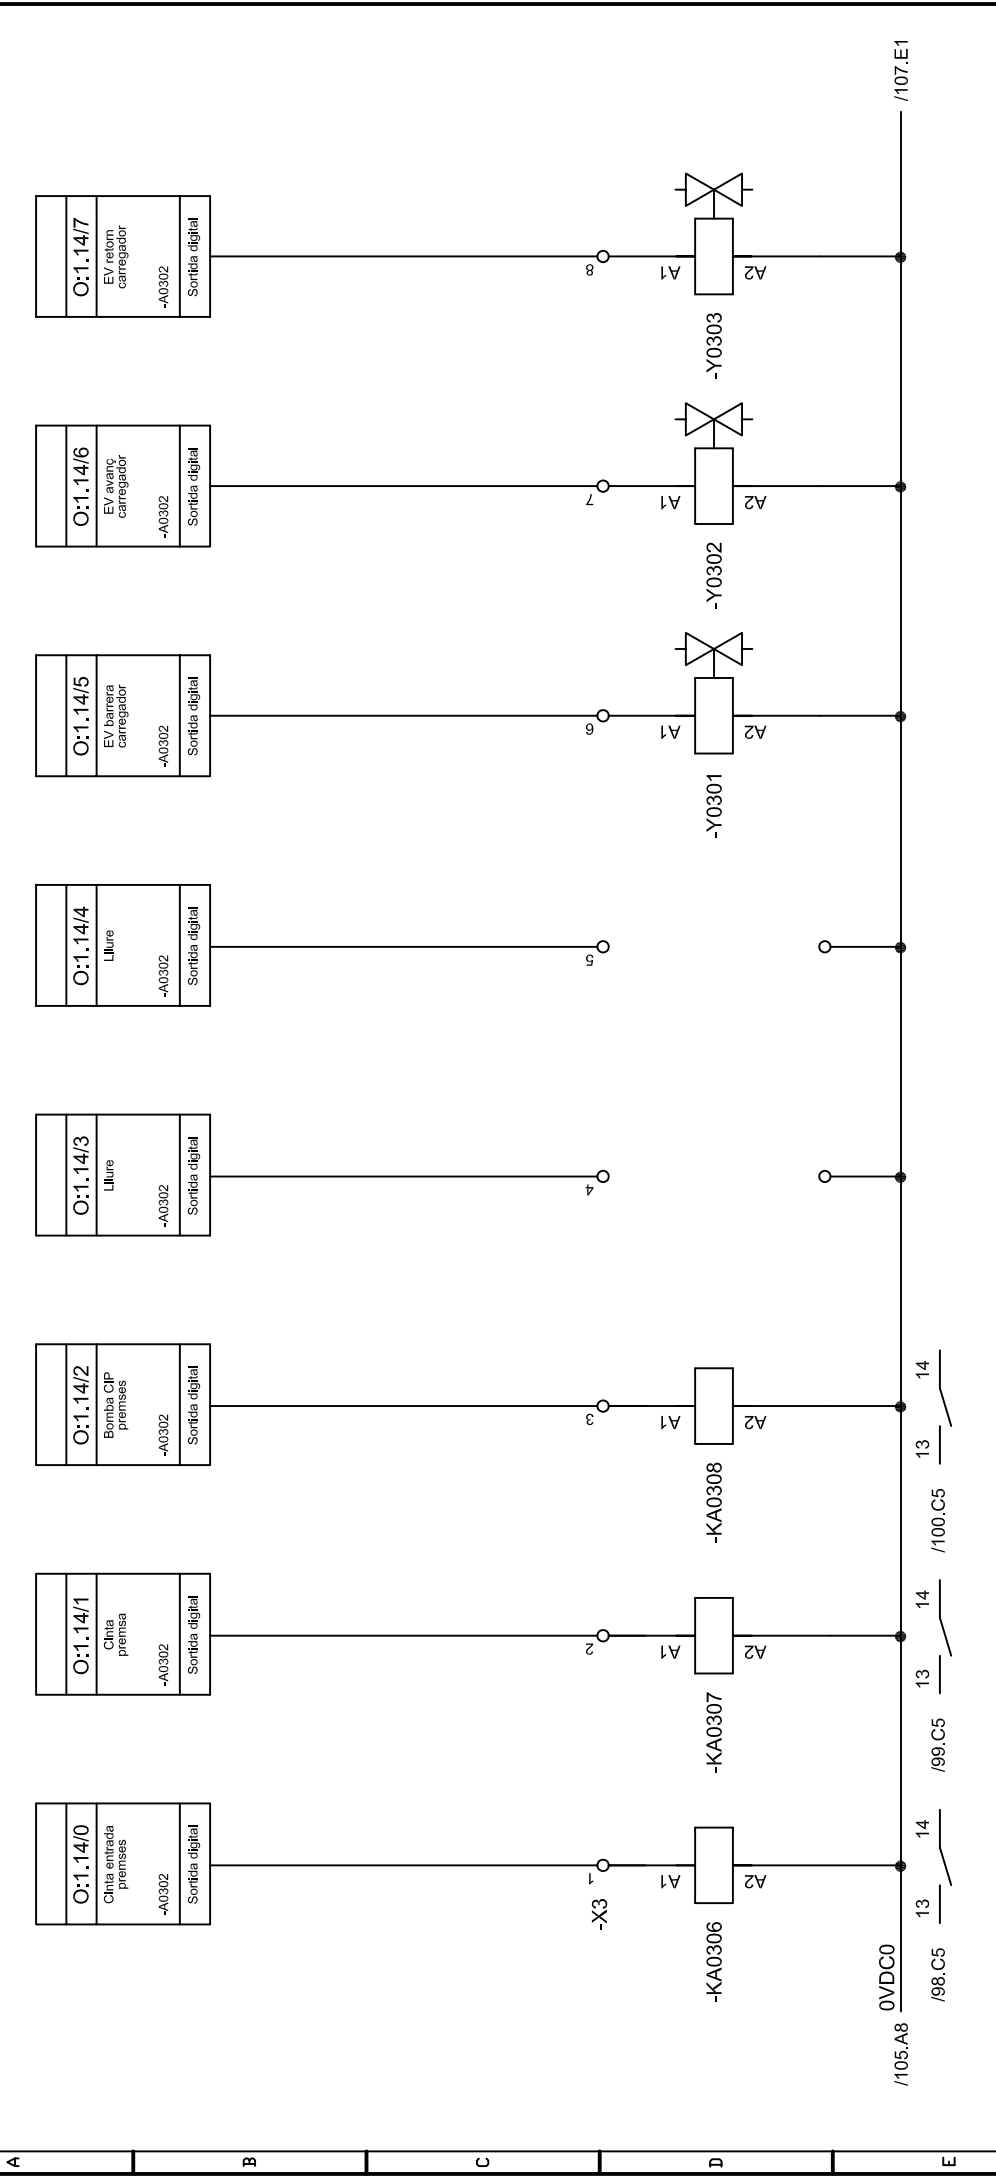 O:1.14/0
Cinta entrada
premses
-A0302
Sortida digital
O:1.14/1
Cinta
premsa
-A0302
Sortida digital
O:1.14/2
Bomba CIP
premses
-A0302
Sortida digital
O:1.14/3
Lliure
-A0302
Sortida digital
O:1.14/4
Lliure
-A0302
Sortida digital
O:1.14/5
EV barrera
carregador
-A0302
Sortida digital
O:1.14/6
EV avanç
carregador
-A0302
Sortida digital
O:1.14/7
EV retorn
carregador
-A0302
Sortida digital
-X3
1
2
3
4
5
6
7
8
-KA0306
A1
A2
-KA0307
A1
A2
-KA0308
A1
A2
-Y0301
A1
A2
-Y0302
A1
A2
-Y0303
A1
A2
/105.A8
0VDC0
/107.E1
/98.C5
13
14
/99.C5
13
14
/100.C5
13
14
A
B
C
D
E